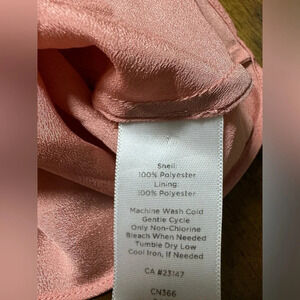 Shell:
100% Polyester
Lining:
100% Polyester
Machine Wash Cold
Gentle Cycle
Only Non-Chlorine
Bleach When Needed
Tumble Dry Low
Cool Iron, If Needed
CA #23147
CN366